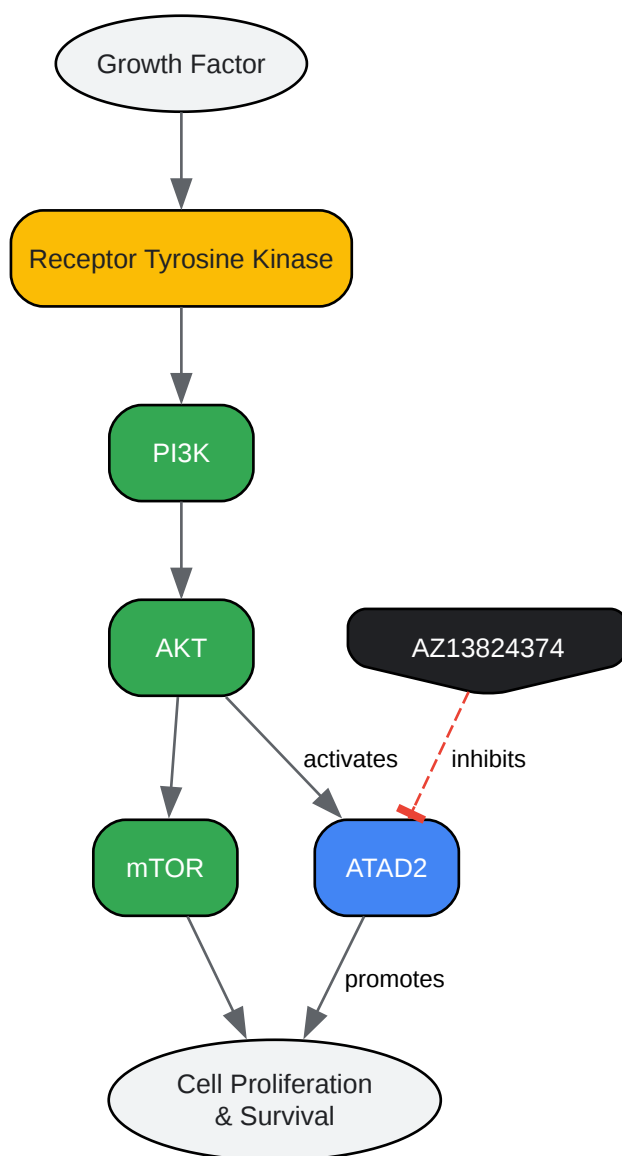 Growth Factor
Receptor Tyrosine Kinase
PI3K
AKT
AZ13824374
activates
inhibits
mTOR
ATAD2
promotes
Cell Proliferation
& Survival